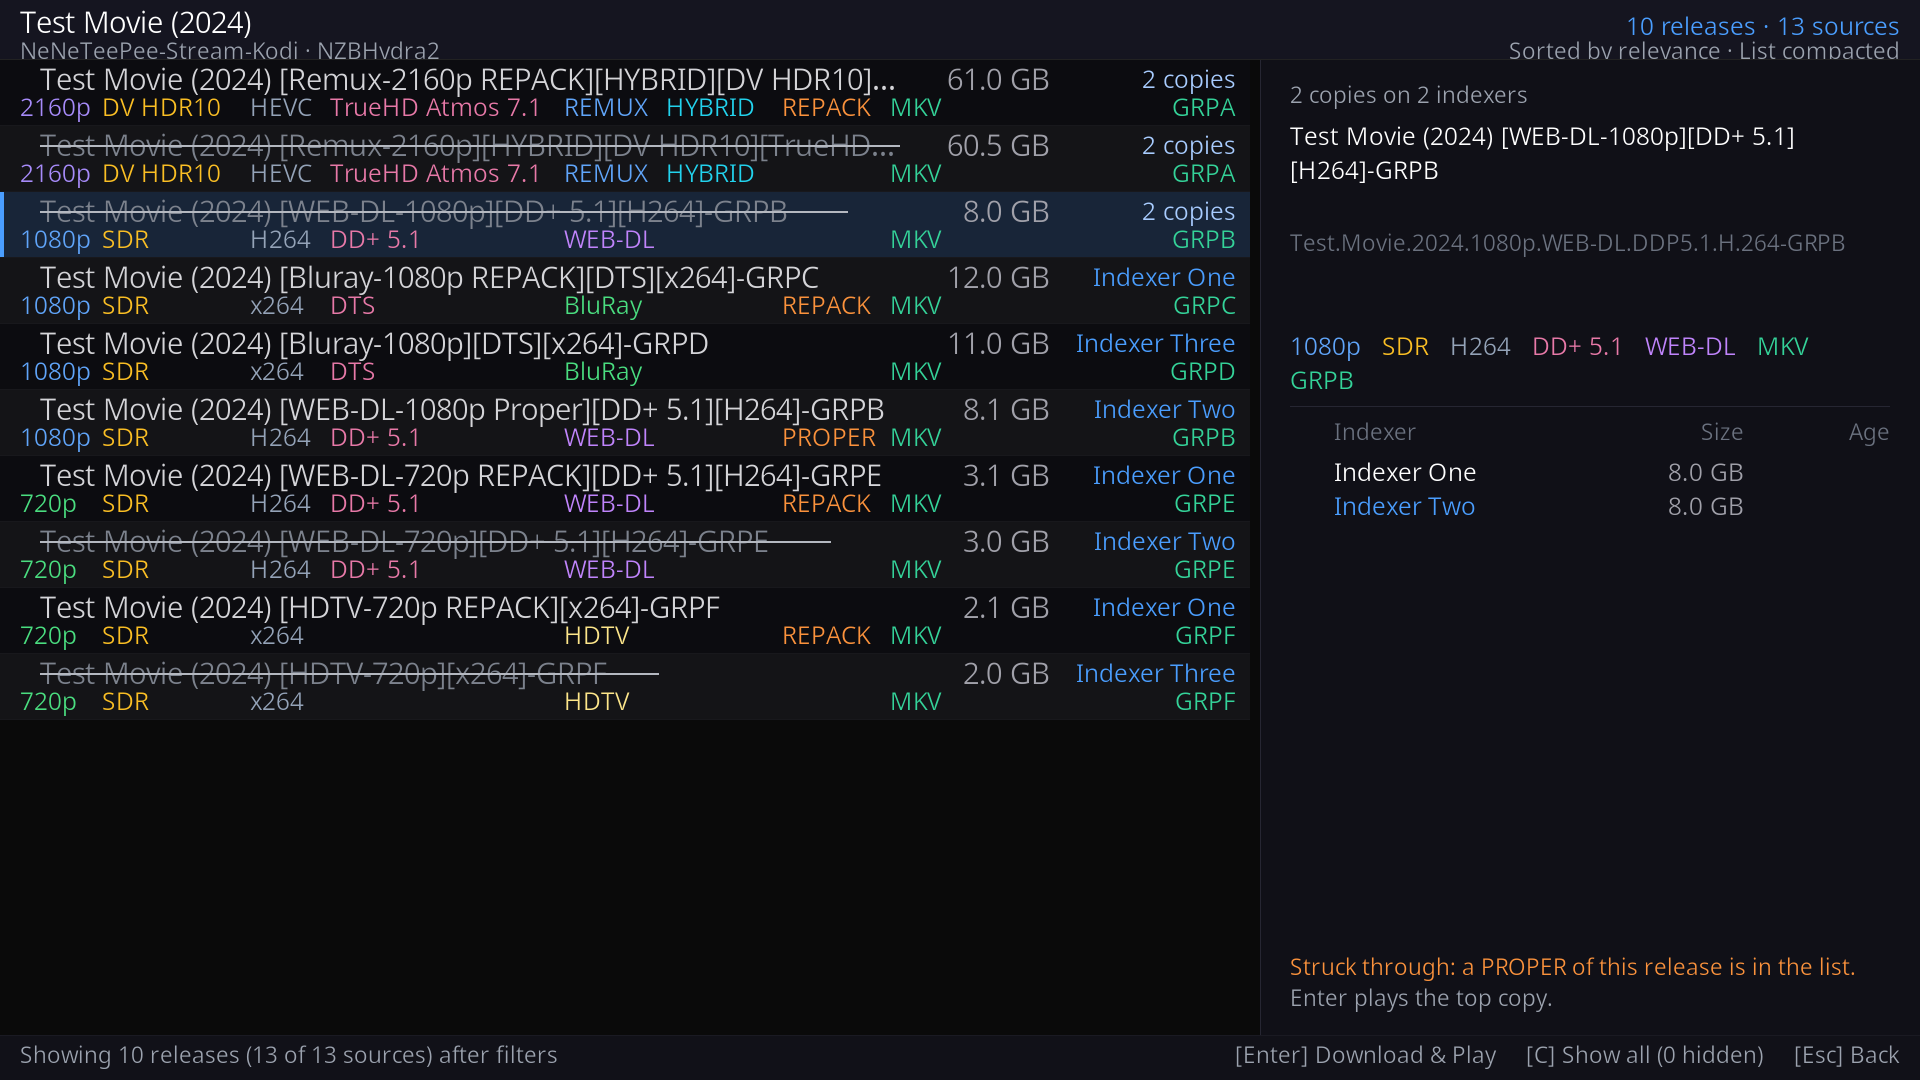 Test Movie (2024)
NeNeTeePee-Stream-Kodi · NZBHydra2
10 releases · 13 sources
Sorted by relevance · List compacted
Test Movie (2024) [Remux-2160p REPACK][HYBRID][DV HDR10]... 61.0 GB 2 copies
2160p DV HDR10 HEVC TrueHD Atmos 7.1 REMUX HYBRID REPACK MKV GRPA
Test Movie (2024) [Remux-2160p][HYBRID][DV HDR10][TrueHD... 60.5 GB 2 copies
2160p DV HDR10 HEVC TrueHD Atmos 7.1 REMUX HYBRID MKV GRPA
Test Movie (2024) [WEB-DL-1080p][DD+ 5.1][H264]-GRPB 8.0 GB 2 copies
1080p SDR H264 DD+ 5.1 WEB-DL MKV GRPB
Test Movie (2024) [Bluray-1080p REPACK][DTS][x264]-GRPC 12.0 GB Indexer One
1080p SDR x264 DTS BluRay REPACK MKV GRPC
Test Movie (2024) [Bluray-1080p][DTS][x264]-GRPD 11.0 GB Indexer Three
1080p SDR x264 DTS BluRay MKV GRPD
Test Movie (2024) [WEB-DL-1080p Proper][DD+ 5.1][H264]-GRPB 8.1 GB Indexer Two
1080p SDR H264 DD+ 5.1 WEB-DL PROPER MKV GRPB
Test Movie (2024) [WEB-DL-720p REPACK][DD+ 5.1][H264]-GRPE 3.1 GB Indexer One
720p SDR H264 DD+ 5.1 WEB-DL REPACK MKV GRPE
Test Movie (2024) [WEB-DL-720p][DD+ 5.1][H264]-GRPE 3.0 GB Indexer Two
720p SDR H264 DD+ 5.1 WEB-DL MKV GRPE
Test Movie (2024) [HDTV-720p REPACK][x264]-GRPF 2.1 GB Indexer One
720p SDR x264 HDTV REPACK MKV GRPF
Test Movie (2024) [HDTV-720p][x264]-GRPF 2.0 GB Indexer Three
720p SDR x264 HDTV MKV GRPF
2 copies on 2 indexers
Test Movie (2024) [WEB-DL-1080p][DD+ 5.1]
[H264]-GRPB
Test.Movie.2024.1080p.WEB-DL.DDP5.1.H.264-GRPB
1080p SDR H264 DD+ 5.1 WEB-DL MKV
GRPB
Indexer Size Age
Indexer One 8.0 GB
Indexer Two 8.0 GB
Struck through: a PROPER of this release is in the list.
Enter plays the top copy.
Showing 10 releases (13 of 13 sources) after filters
[Enter] Download & Play [C] Show all (0 hidden) [Esc] Back